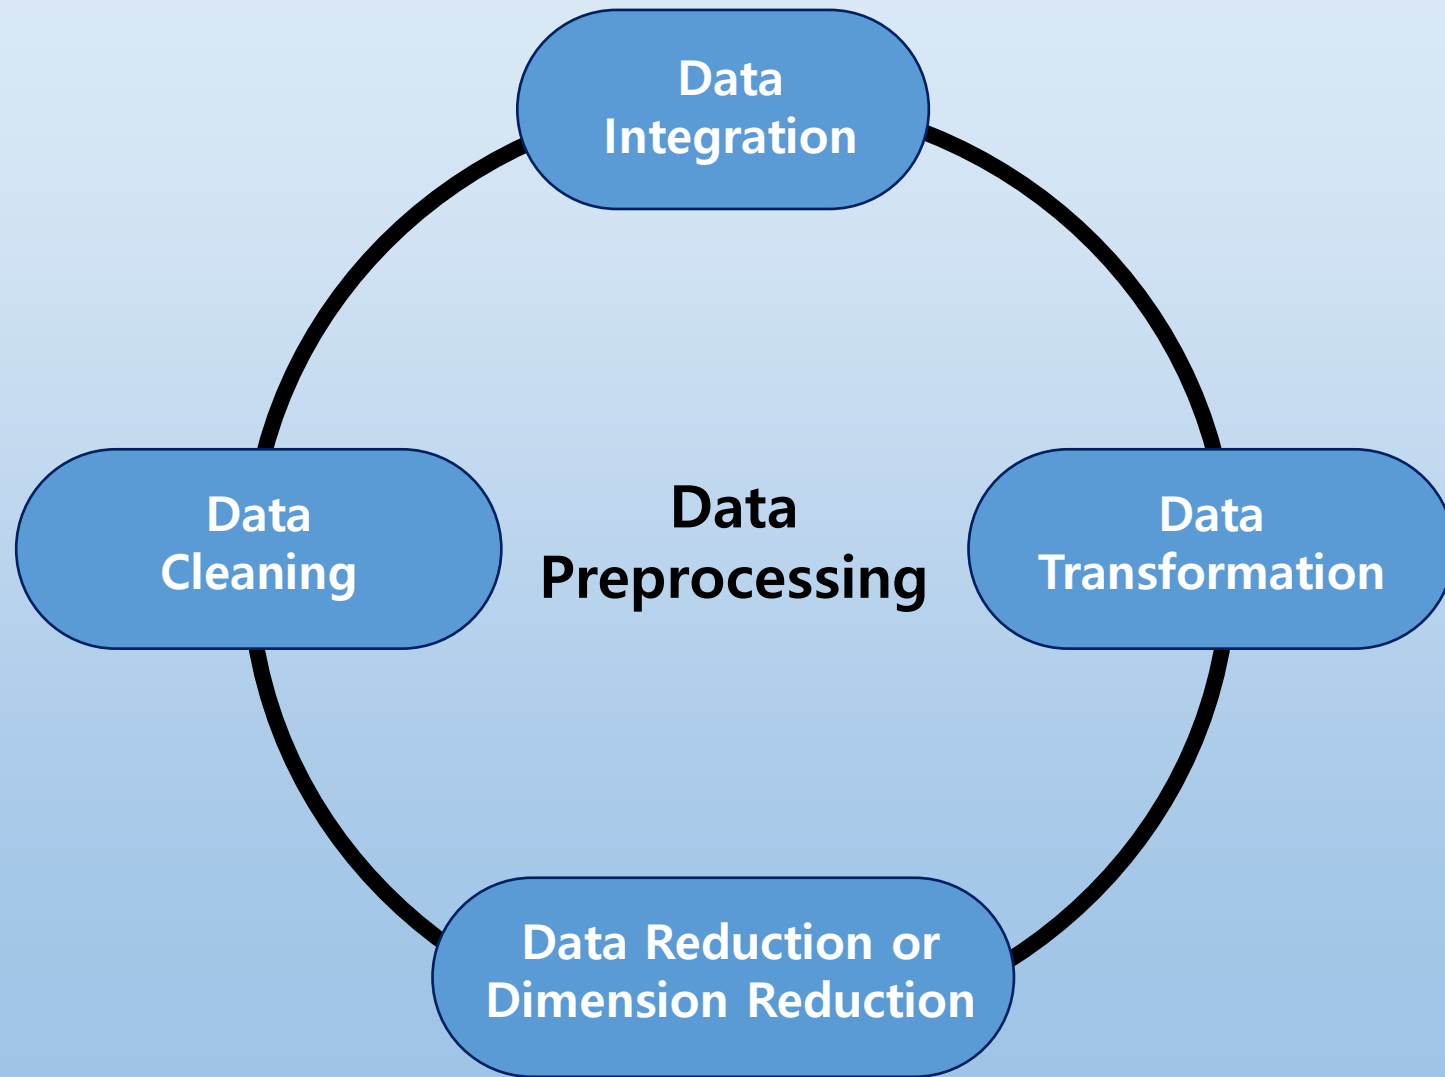 Data
Integration
Data
Cleaning
Data
Preprocessing
Data
Transformation
Data Reduction or
Dimension Reduction